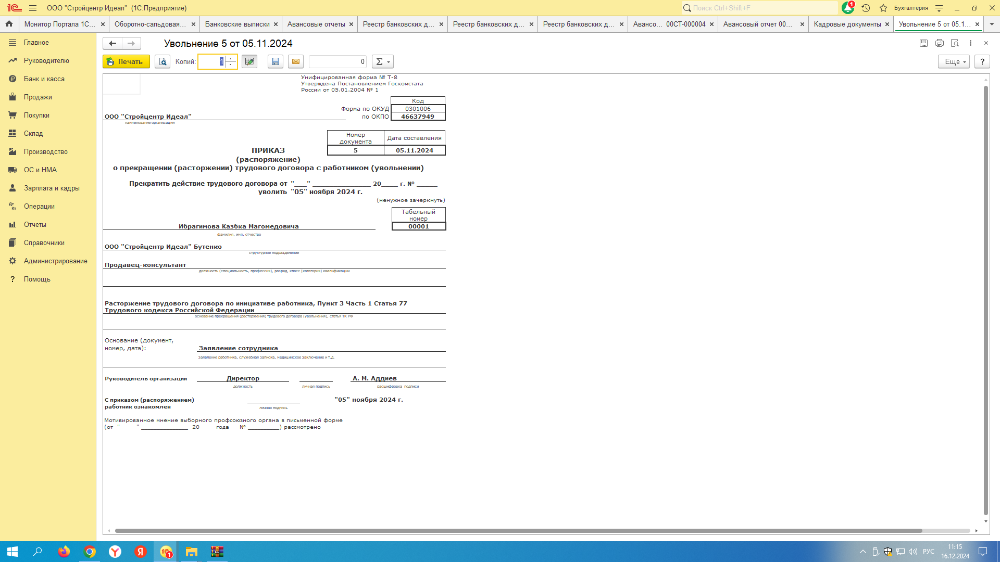 ООО "Стройцентр Идеал" (1С:Предприятие)
Поиск Ctrl+Shift+F
1
Бухгалтерия
Монитор Портала 1С...
Оборотно-сальдовая...
Банковские выписки
Авансовые отчеты
Реестр банковских д...
Реестр банковских д...
Реестр банковских д...
Авансо... 00СТ-000004
Авансовый отчет 00...
Кадровые документы
Увольнение 5 от 05.1...
Главное
Руководителю
Банк и касса
Продажи
Покупки
Склад
Производство
ОС и НМА
Зарплата и кадры
Операции
Отчеты
Справочники
Администрирование
Помощь
Увольнение 5 от 05.11.2024
Печать
Копий:
1
0
Σ
Еще
?
Унифицированная форма № Т-8
Утверждена Постановлением Госкомстата
России от 05.01.2004 № 1
Код
Форма по ОКУД 0301006
ООО "Стройцентр Идеал" по ОКПО 46637949
наименование организации
Номер документа Дата составления
ПРИКАЗ 5 05.11.2024
(распоряжение)
о прекращении (расторжении) трудового договора с работником (увольнении)
Прекратить действие трудового договора от "___" ______________ 20____ г. № _____
уволить "05" ноября 2024 г.
(ненужное зачеркнуть)
Табельный
номер
Ибрагимова Казбка Магомедовича 00001
фамилия, имя, отчество
ООО "Стройцентр Идеал" Бутенко
структурное подразделение
Продавец-консультант
должность (специальность, профессия), разряд, класс (категория) квалификации
Расторжение трудового договора по инициативе работника, Пункт 3 Часть 1 Статья 77
Трудового кодекса Российской Федерации
основание прекращения (расторжения) трудового договора (увольнения), статья ТК РФ
Основание (документ,
номер, дата): Заявление сотрудника
заявление работника, служебная записка, медицинское заключение и т.д.
Руководитель организации Директор А. М. Аддиев
должность личная подпись расшифровка подписи
С приказом (распоряжением) "05" ноября 2024 г.
работник ознакомлен
личная подпись
Мотивированное мнение выборного профсоюзного органа в письменной форме
(от " " _______________ 20 года № __________) рассмотрено
РУС
11:15
16.12.2024